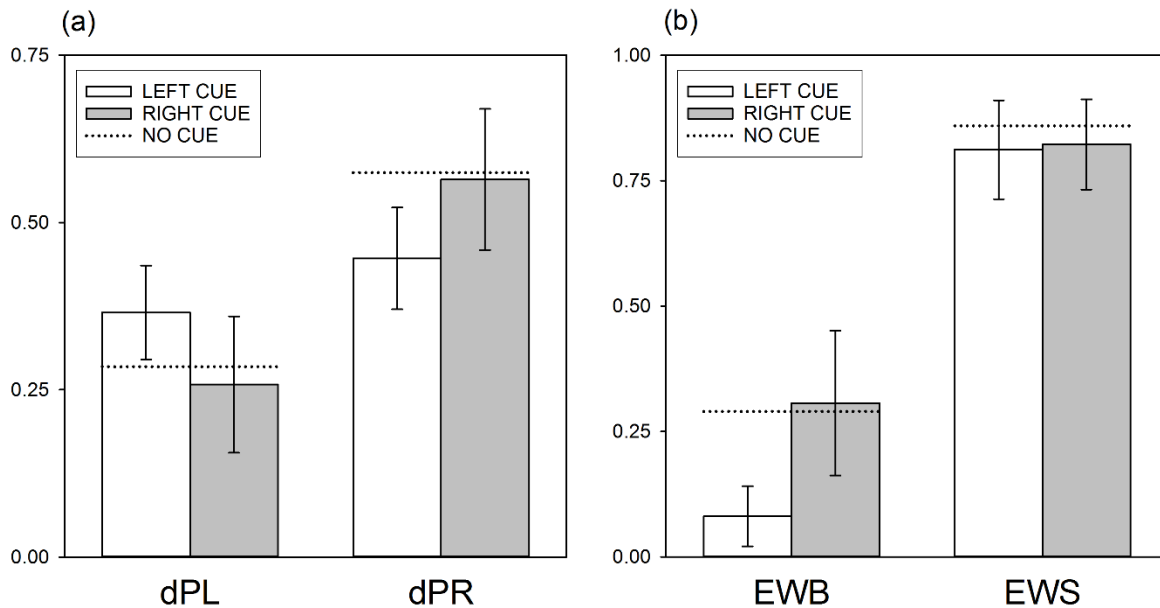 (a)
0.75
0.50
0.25
0.00
LEFT CUE
RIGHT CUE
NO CUE
dPL dPR
(b)
1.00
0.75
0.50
0.25
0.00
LEFT CUE
RIGHT CUE
NO CUE
EWB EWS